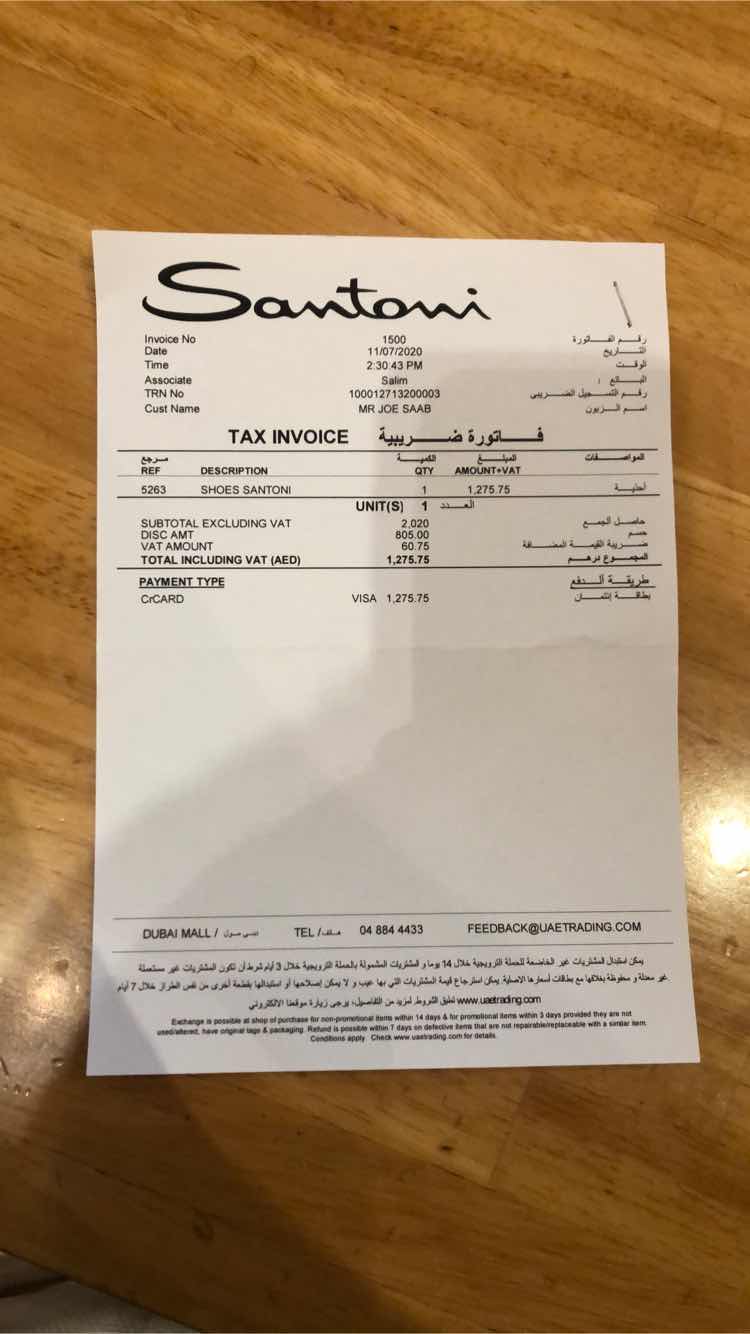 Santoni
Invoice No 1500 رقم الفاتورة
Date 11/07/2020 التاريخ
Time 2:30:43 PM الوقت
Associate Salim البائع :
TRN No 100012713200003 رقم التسجيل الضريبي
Cust Name MR JOE SAAB اسم الزبون
TAX INVOICE فاتورة ضريبية
مرجع الكمية المبلغ المواصفات
REF DESCRIPTION QTY AMOUNT+VAT
5263 SHOES SANTONI 1 1,275.75 أحذية
UNIT(S) 1 العدد
SUBTOTAL EXCLUDING VAT 2,020 حاصل الجمع
DISC AMT 805.00 حسم
VAT AMOUNT 60.75 ضريبة القيمة المضافة
TOTAL INCLUDING VAT (AED) 1,275.75 المجموع درهم
PAYMENT TYPE طريقة الدفع
CrCARD VISA 1,275.75 بطاقة إئتمان
DUBAI MALL / دبي مول TEL / هاتف 04 884 4433 FEEDBACK@UAETRADING.COM
يمكن استبدال المشتريات غير الخاضعة للحملة الترويجية خلال 14 يوما و المشتريات المشمولة بالحملة الترويجية خلال 3 أيام شرط أن تكون المشتريات غير مستعملة
غير معدلة و محفوظة بغلافها مع بطاقات أسعارها الاصلية. يمكن استرجاع قيمة المشتريات التي بها عيب و لا يمكن إصلاحها أو استبدالها بقطعة أخرى من نفس الطراز خلال 7 أيام
تطبق الشروط. لمزيد من التفاصيل، يرجى زيارة موقعنا الالكتروني www.uaetrading.com
Exchange is possible at shop of purchase for non-promotional items within 14 days & for promotional items within 3 days provided they are not
used/altered, have original tags & packaging. Refund is possible within 7 days on defective items that are not repairable/replaceable with a similar item.
Conditions apply. Check www.uaetrading.com for details.